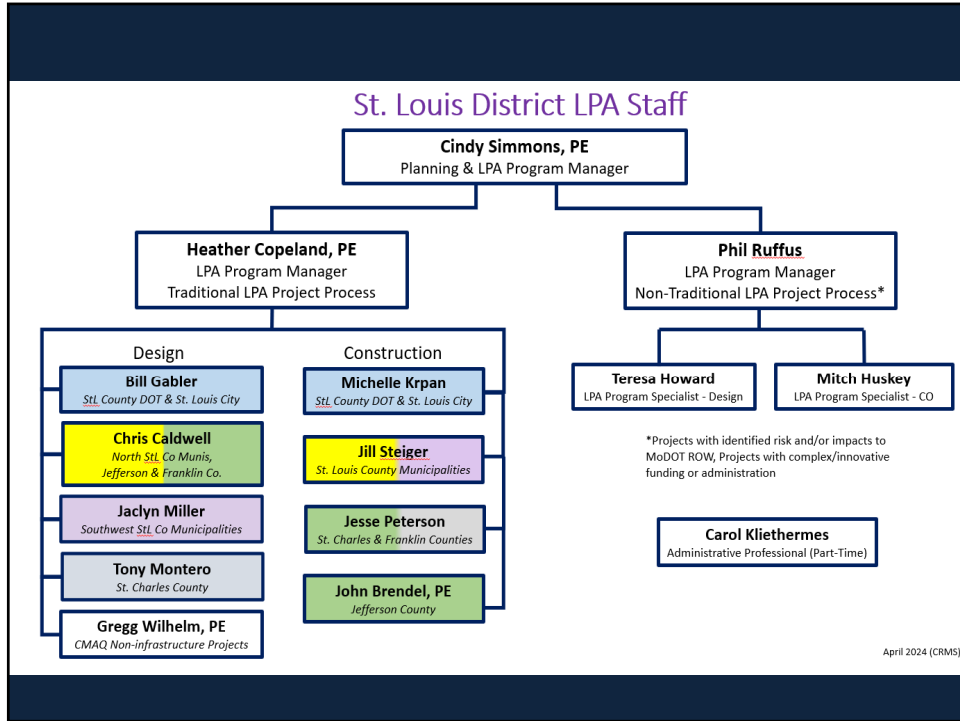 St. Louis District LPA Staff
Cindy Simmons, PE
Planning & LPA Program Manager
Heather Copeland, PE
LPA Program Manager
Traditional LPA Project Process
Phil Ruffus
LPA Program Manager
Non-Traditional LPA Project Process*
Design
Bill Gabler
StL County DOT & St. Louis City
Chris Caldwell
North StL Co Munis,
Jefferson & Franklin Co.
Jaclyn Miller
Southwest StL Co Municipalities
Tony Montero
St. Charles County
Gregg Wilhelm, PE
CMAQ Non-infrastructure Projects
Construction
Michelle Krpan
StL County DOT & St. Louis City
Jill Steiger
St. Louis County Municipalities
Jesse Peterson
St. Charles & Franklin Counties
John Brendel, PE
Jefferson County
Teresa Howard
LPA Program Specialist - Design
Mitch Huskey
LPA Program Specialist - CO
*Projects with identified risk and/or impacts to
MoDOT ROW, Projects with complex/innovative
funding or administration
Carol Kliethermes
Administrative Professional (Part-Time)
April 2024 (CRMS)